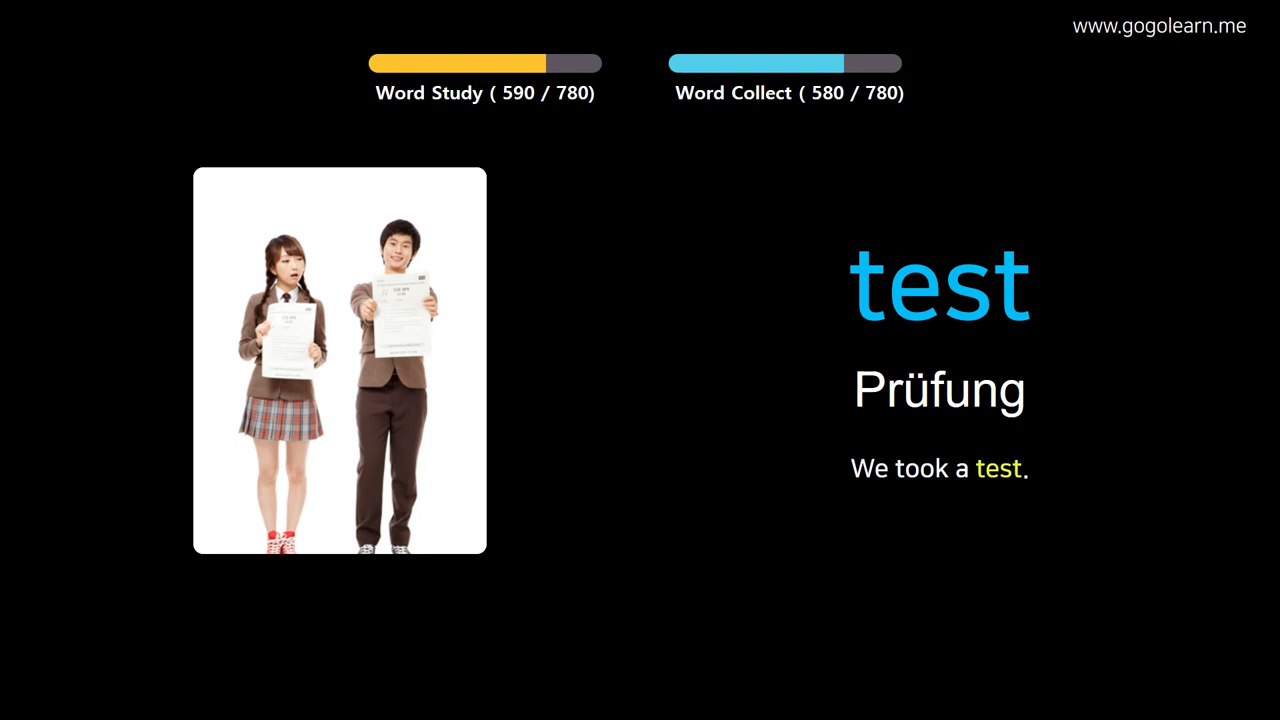 www.gogolearn.me
Word Study ( 590 / 780)
Word Collect ( 580 / 780)
test
Prüfung
We took a test.